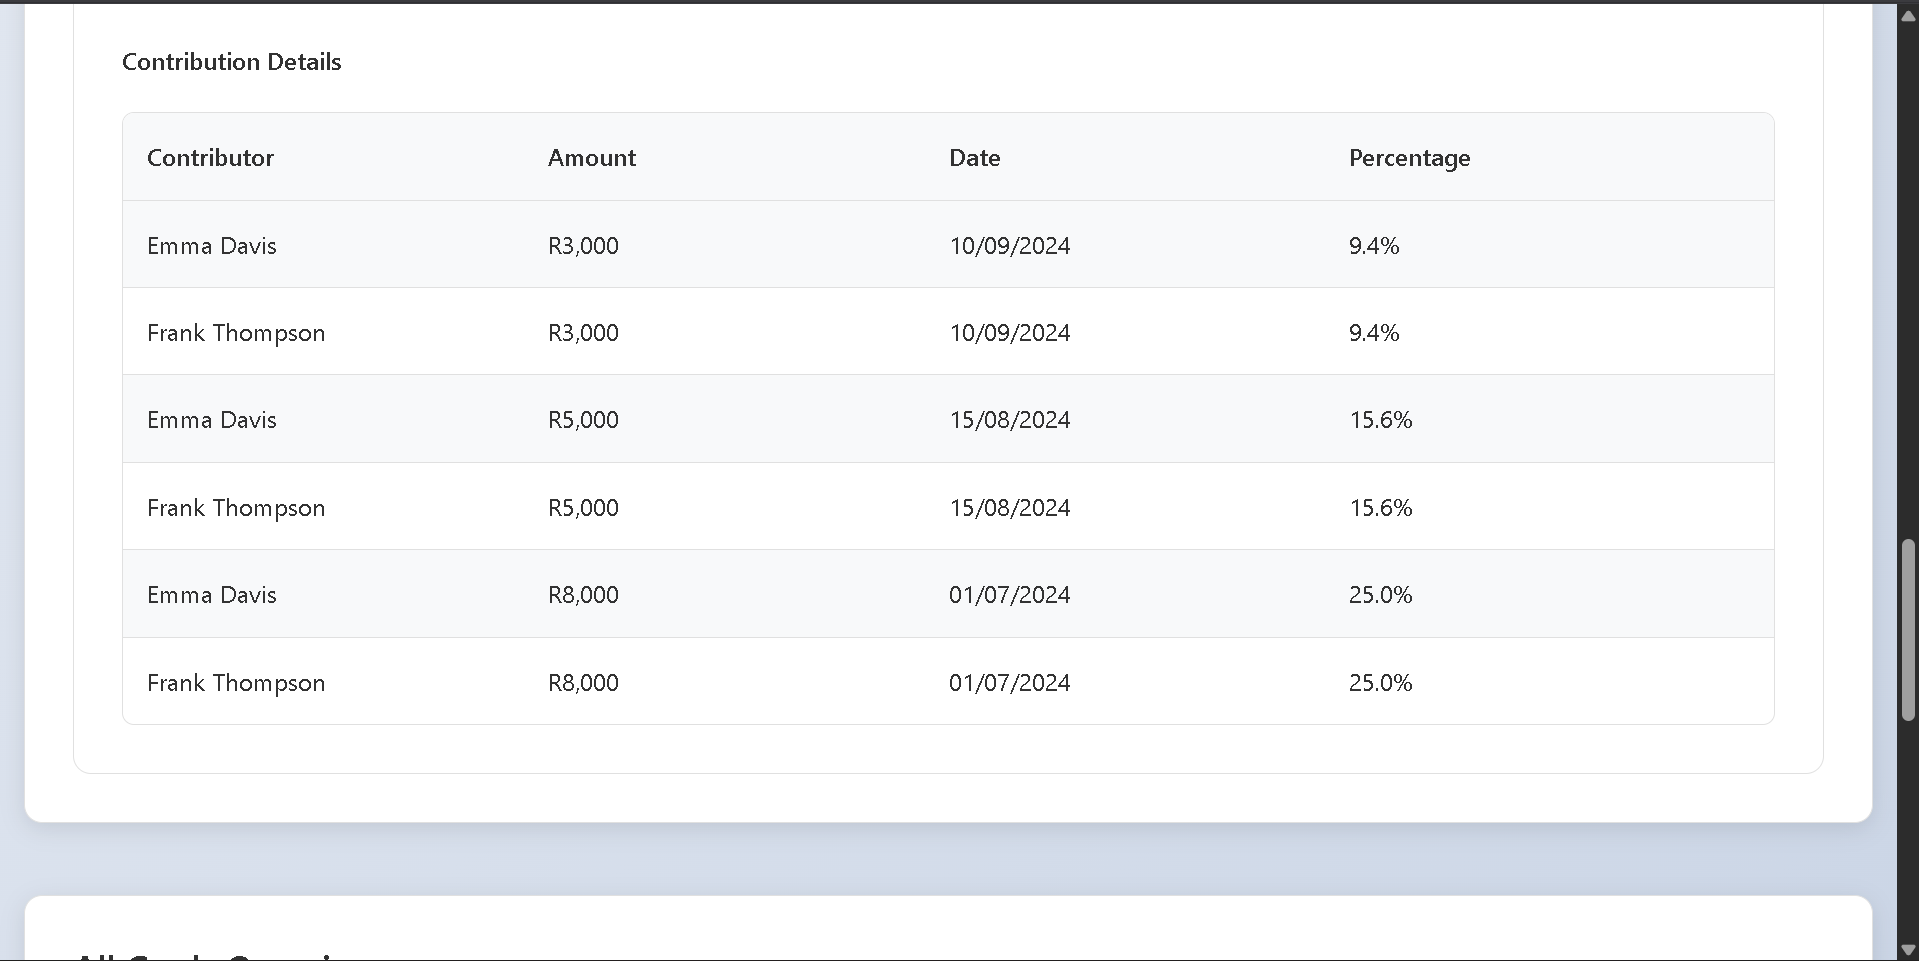 Contribution Details
Contributor Amount Date Percentage
Emma Davis R3,000 10/09/2024 9.4%
Frank Thompson R3,000 10/09/2024 9.4%
Emma Davis R5,000 15/08/2024 15.6%
Frank Thompson R5,000 15/08/2024 15.6%
Emma Davis R8,000 01/07/2024 25.0%
Frank Thompson R8,000 01/07/2024 25.0%